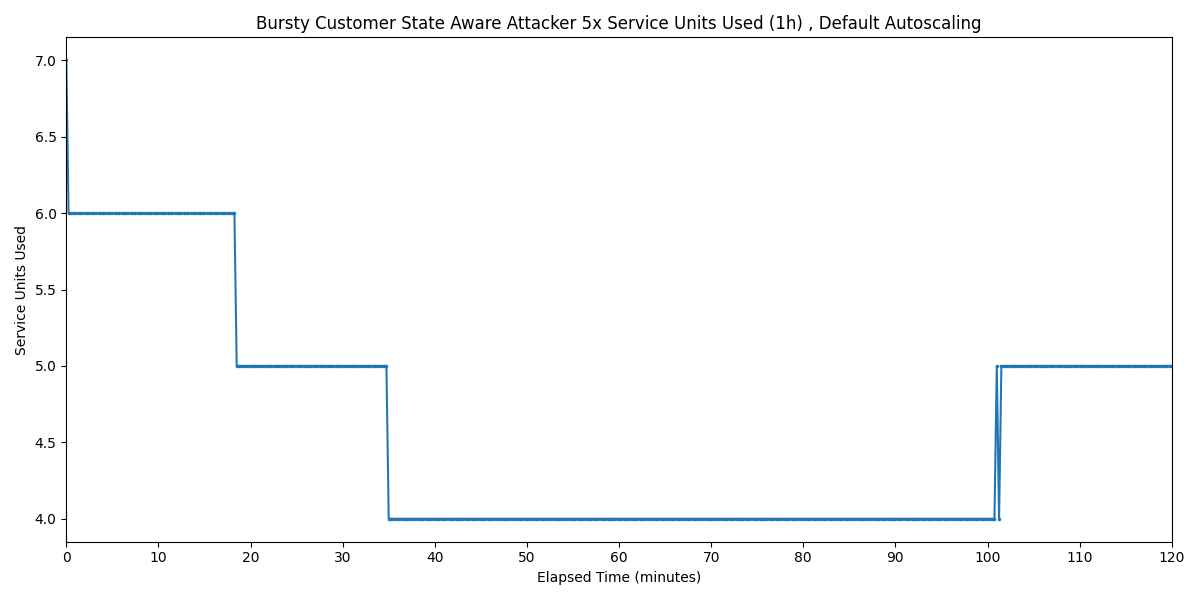 Bursty Customer State Aware Attacker 5x Service Units Used (1h) , Default Autoscaling
7.0
6.5
6.0
5.5
5.0
4.5
4.0
Service Units Used
0 10 20 30 40 50 60 70 80 90 100 110 120
Elapsed Time (minutes)